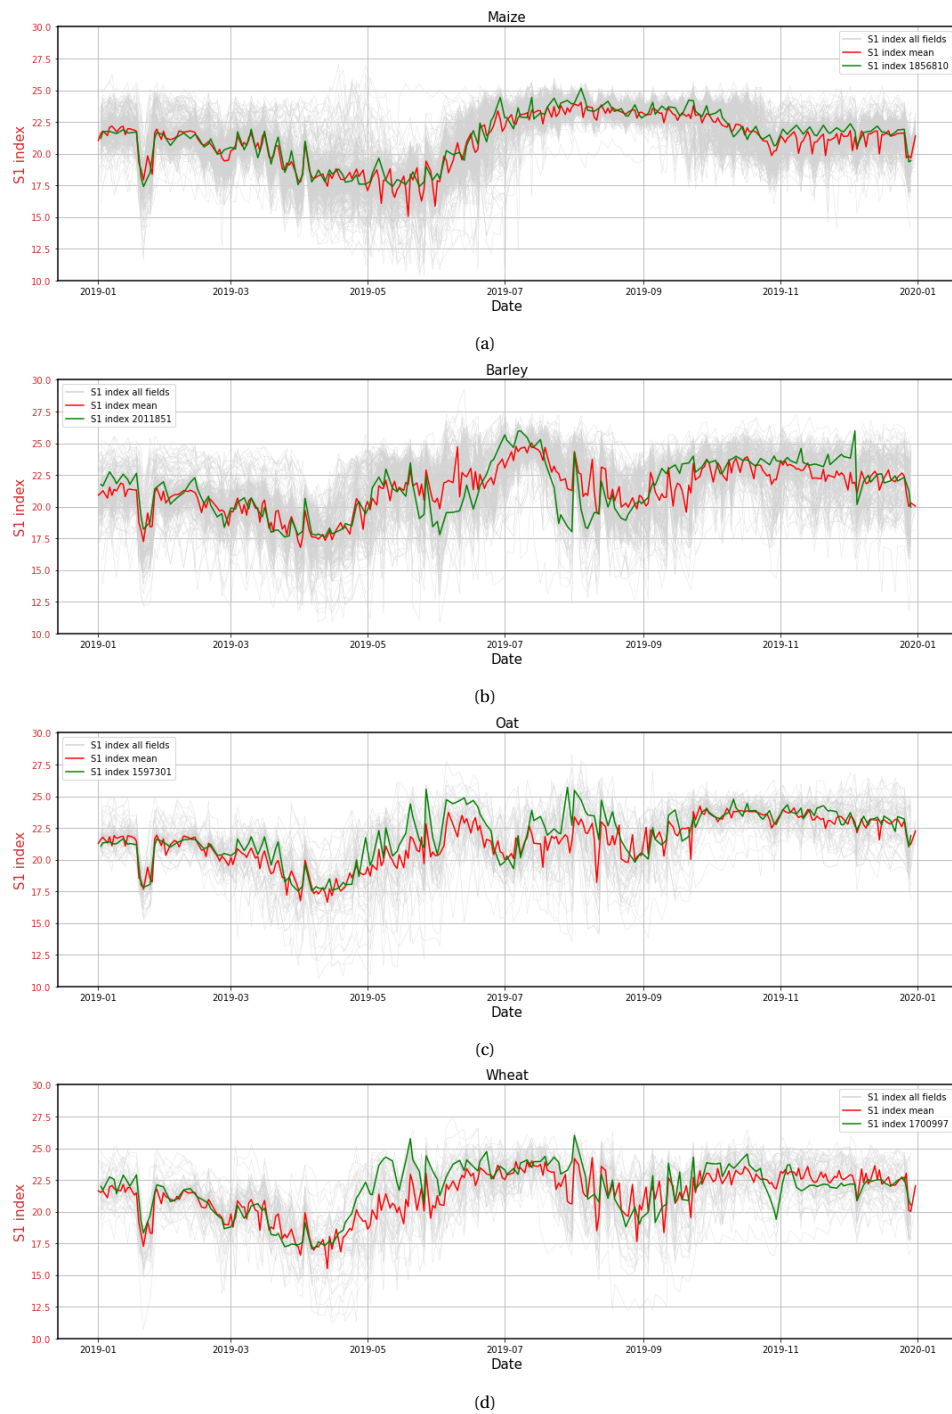 Maize
30.0
27.5
25.0
22.5
20.0
17.5
15.0
12.5
10.0
S1 index
S1 index all fields
S1 index mean
S1 index 1856810
2019-01 2019-03 2019-05 2019-07 2019-09 2019-11 2020-01
Date
(a)
Barley
30.0
27.5
25.0
22.5
20.0
17.5
15.0
12.5
10.0
S1 index
S1 index all fields
S1 index mean
S1 index 2011851
2019-01 2019-03 2019-05 2019-07 2019-09 2019-11 2020-01
Date
(b)
Oat
30.0
27.5
25.0
22.5
20.0
17.5
15.0
12.5
10.0
S1 index
S1 index all fields
S1 index mean
S1 index 1597301
2019-01 2019-03 2019-05 2019-07 2019-09 2019-11 2020-01
Date
(c)
Wheat
30.0
27.5
25.0
22.5
20.0
17.5
15.0
12.5
10.0
S1 index
S1 index all fields
S1 index mean
S1 index 1700997
2019-01 2019-03 2019-05 2019-07 2019-09 2019-11 2020-01
Date
(d)